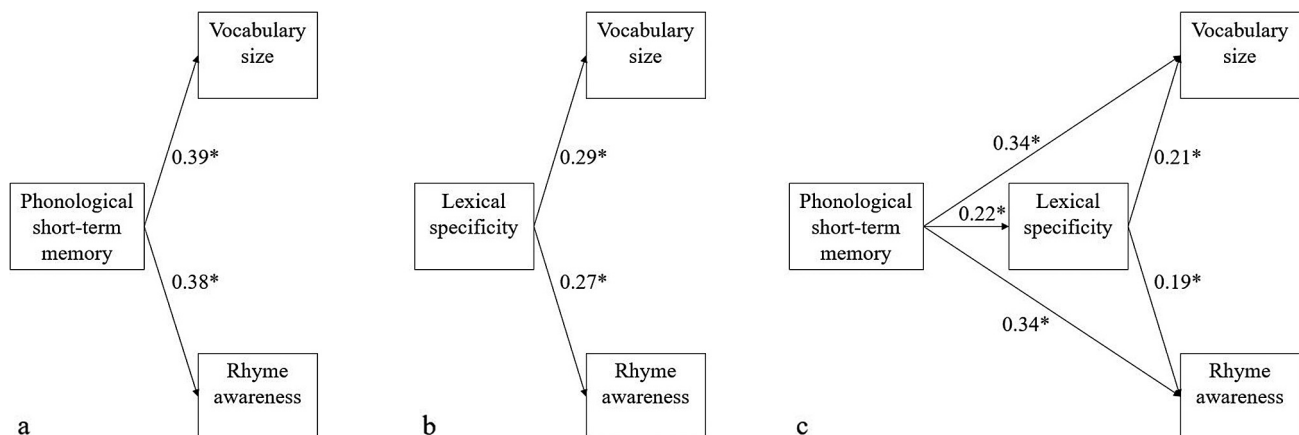 Vocabulary
size
0.39*
Phonological
short-term
memory
0.38*
Rhyme
awareness
a
Vocabulary
size
0.29*
Lexical
specificity
0.27*
Rhyme
awareness
b
Vocabulary
size
0.34*
0.21*
Phonological
short-term
memory
0.22*
Lexical
specificity
0.34*
0.19*
Rhyme
awareness
c